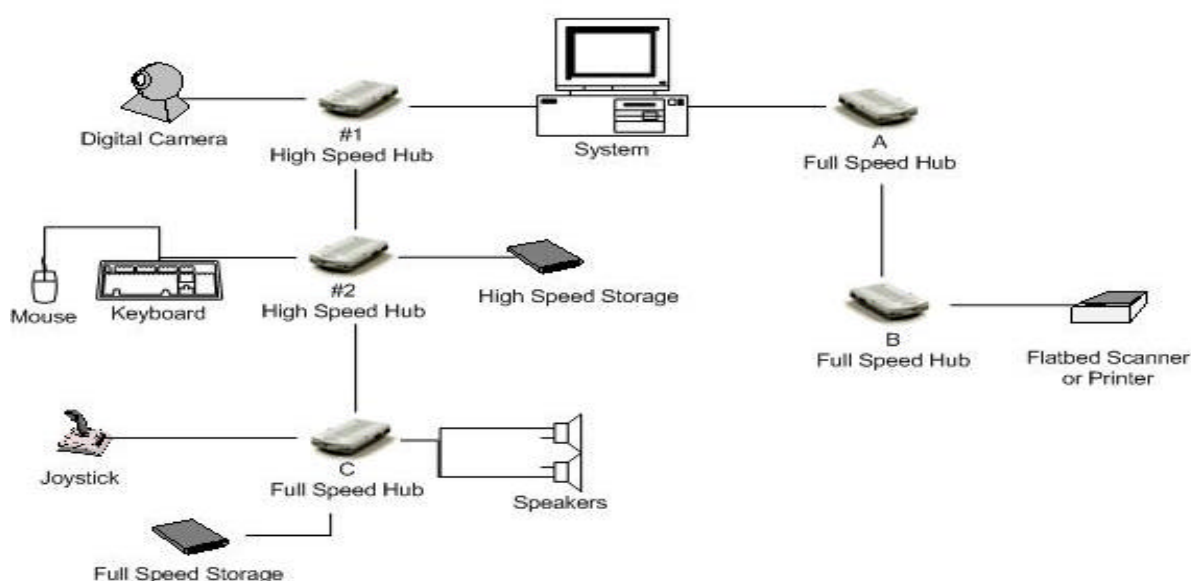 Digital Camera
#1
High Speed Hub
System
A
Full Speed Hub
Mouse
Keyboard
#2
High Speed Hub
High Speed Storage
B
Full Speed Hub
Flatbed Scanner
or Printer
Joystick
C
Full Speed Hub
Speakers
Full Speed Storage